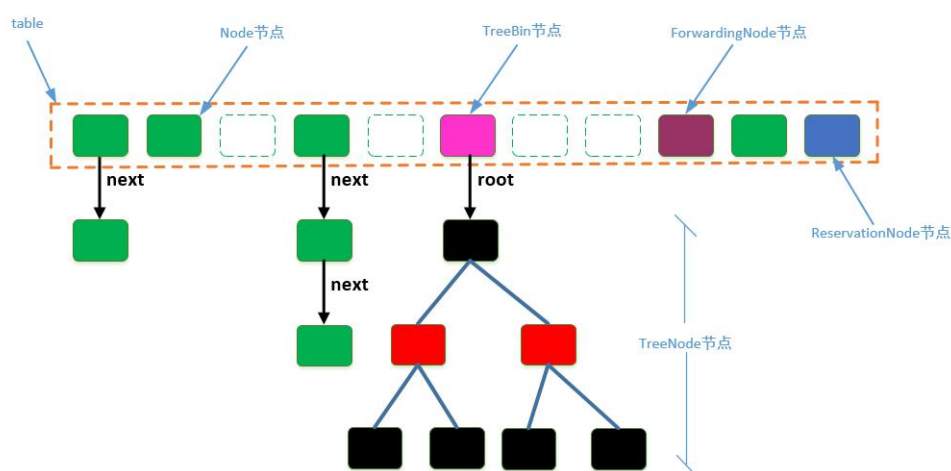 table
Node节点
TreeBin节点
ForwardingNode节点
next
next
root
ReservationNode节点
next
TreeNode节点